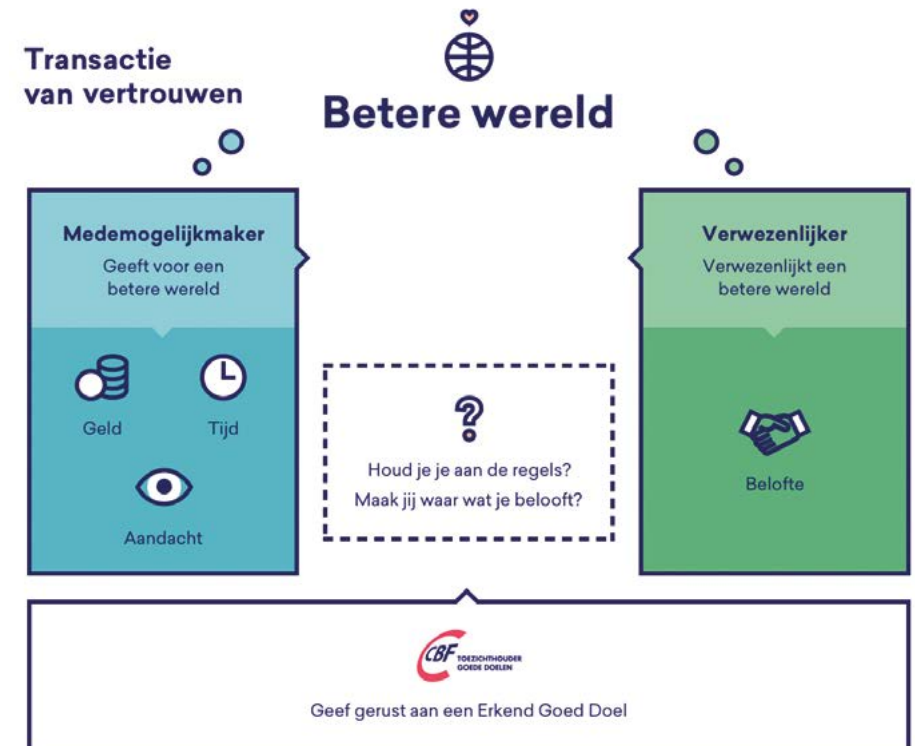 Transactie
van vertrouwen
Betere wereld
Medemogelijkmaker
Geeft voor een
betere wereld
Geld
Tijd
Aandacht
?
Houd je je aan de regels?
Maak jij waar wat je belooft?
Verwezenlijker
Verwezenlijkt een
betere wereld
Belofte
CBF TOEZICHTHOUDER
GOEDE DOELEN
Geef gerust aan een Erkend Goed Doel